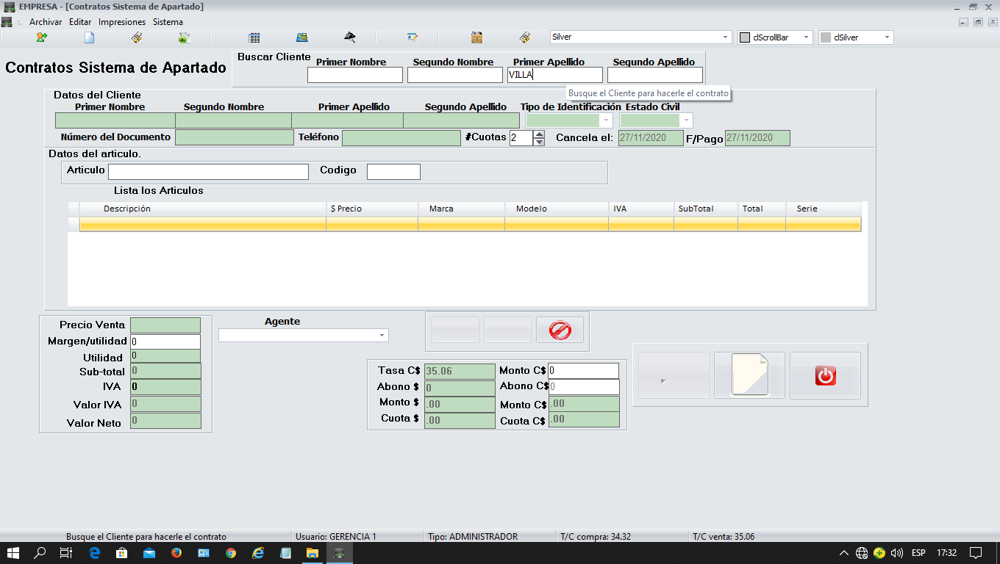 EMPRESA - [Contratos Sistema de Apartado]
Archivar Editar Impresiones Sistema
Silver clScrollBar clSilver
Contratos Sistema de Apartado
Buscar Cliente
Primer Nombre Segundo Nombre Primer Apellido Segundo Apellido
VILLA
Busque el Cliente para hacerle el contrato
Datos del Cliente
Primer Nombre Segundo Nombre Primer Apellido Segundo Apellido Tipo de Identificación Estado Civil
Número del Documento Teléfono #Cuotas 2 Cancela el: 27/11/2020 F/Pago 27/11/2020
Datos del articulo.
Articulo Codigo
Lista los Articulos
Descripción $ Precio Marca Modelo IVA SubTotal Total Serie
Precio Venta
Margen/utilidad 0
Utilidad 0
Sub-total 0
IVA 0
Valor IVA 0
Valor Neto 0
Agente
Tasa C$ 35.06 Monto C$ 0
Abono $ 0 Abono C$ 0
Monto $ .00 Monto C$ .00
Cuota $ .00 Cuota C$ .00
Busque el Cliente para hacerle el contrato Usuario: GERENCIA 1 Tipo: ADMINISTRADOR T/C compra: 34.32 T/C venta: 35.06
ESP 17:32